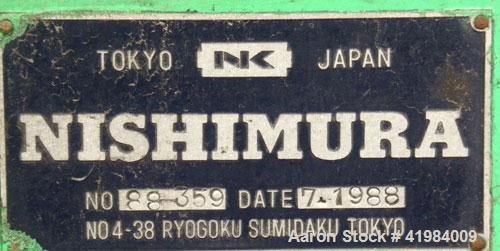 TOKYO NK JAPAN
NISHIMURA
NO 88-359 DATE 7.1988
NO 4-38 RYOGOKU SUMIDAKU TOKYO
Aaron Stock # 41984009